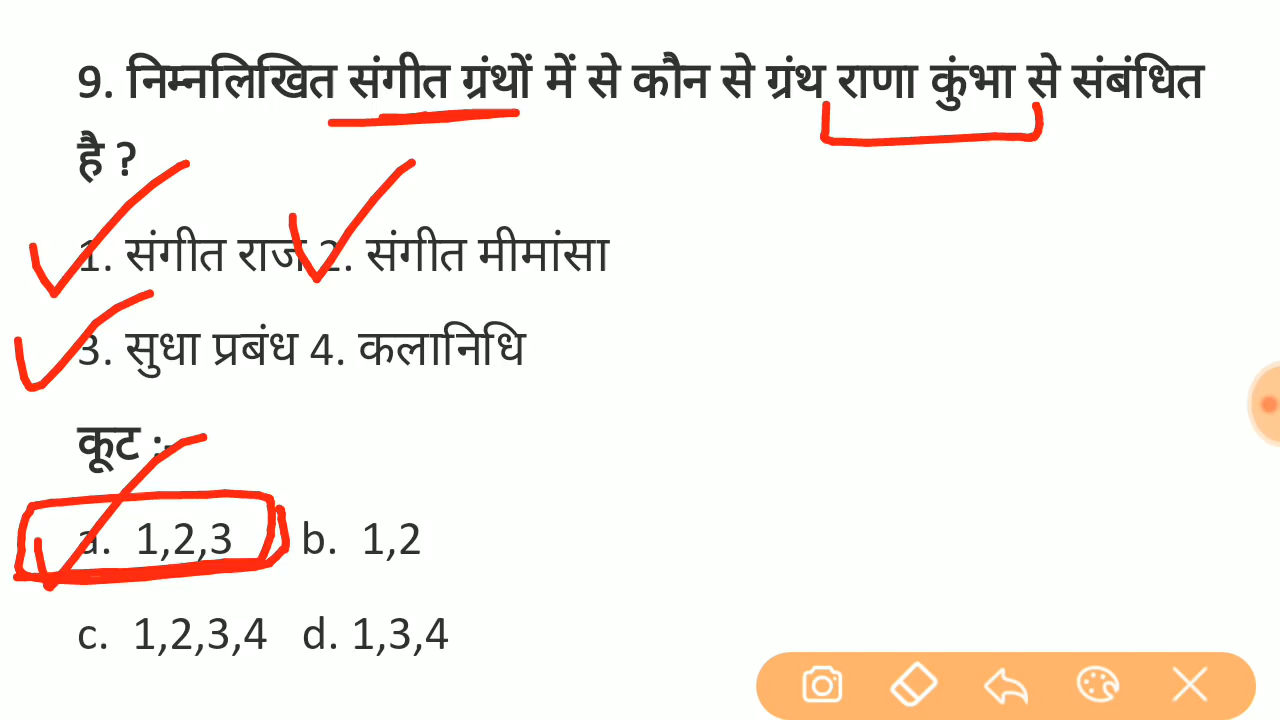 9. निम्नलिखित संगीत ग्रंथों में से कौन से ग्रंथ राणा कुंभा से संबंधित
है ?
1. संगीत राज 2. संगीत मीमांसा
3. सुधा प्रबंध 4. कलानिधि
कूट :-
a. 1,2,3 b. 1,2
c. 1,2,3,4 d. 1,3,4